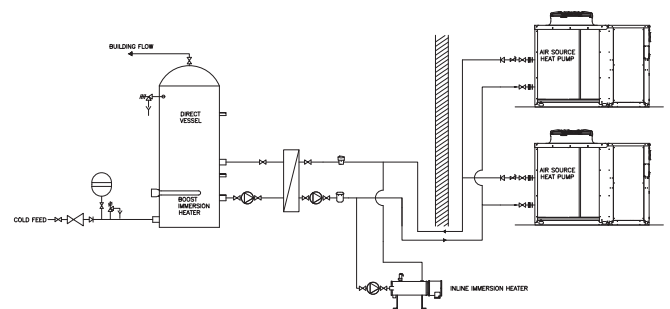 BUILDING FLOW
AIR SOURCE
HEAT PUMP
DIRECT
VESSEL
AIR SOURCE
HEAT PUMP
BOOST
IMMERSION
HEATER
COLD FEED
INLINE IMMERSION HEATER